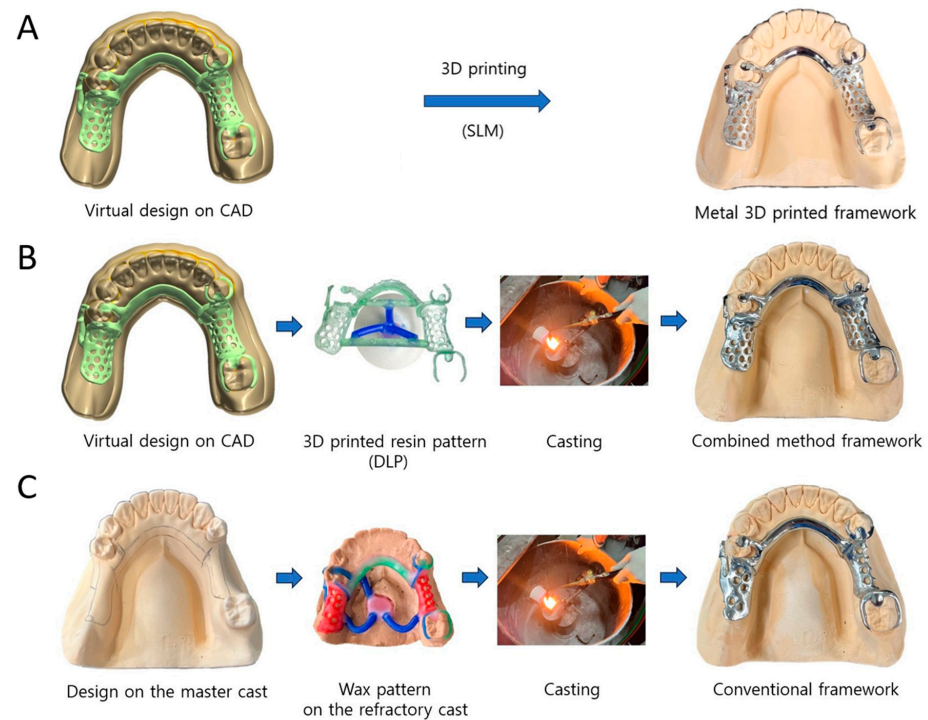 A
3D printing
(SLM)
Virtual design on CAD
Metal 3D printed framework
B
Virtual design on CAD
3D printed resin pattern
(DLP)
Casting
Combined method framework
C
Design on the master cast
Wax pattern
on the refractory cast
Casting
Conventional framework